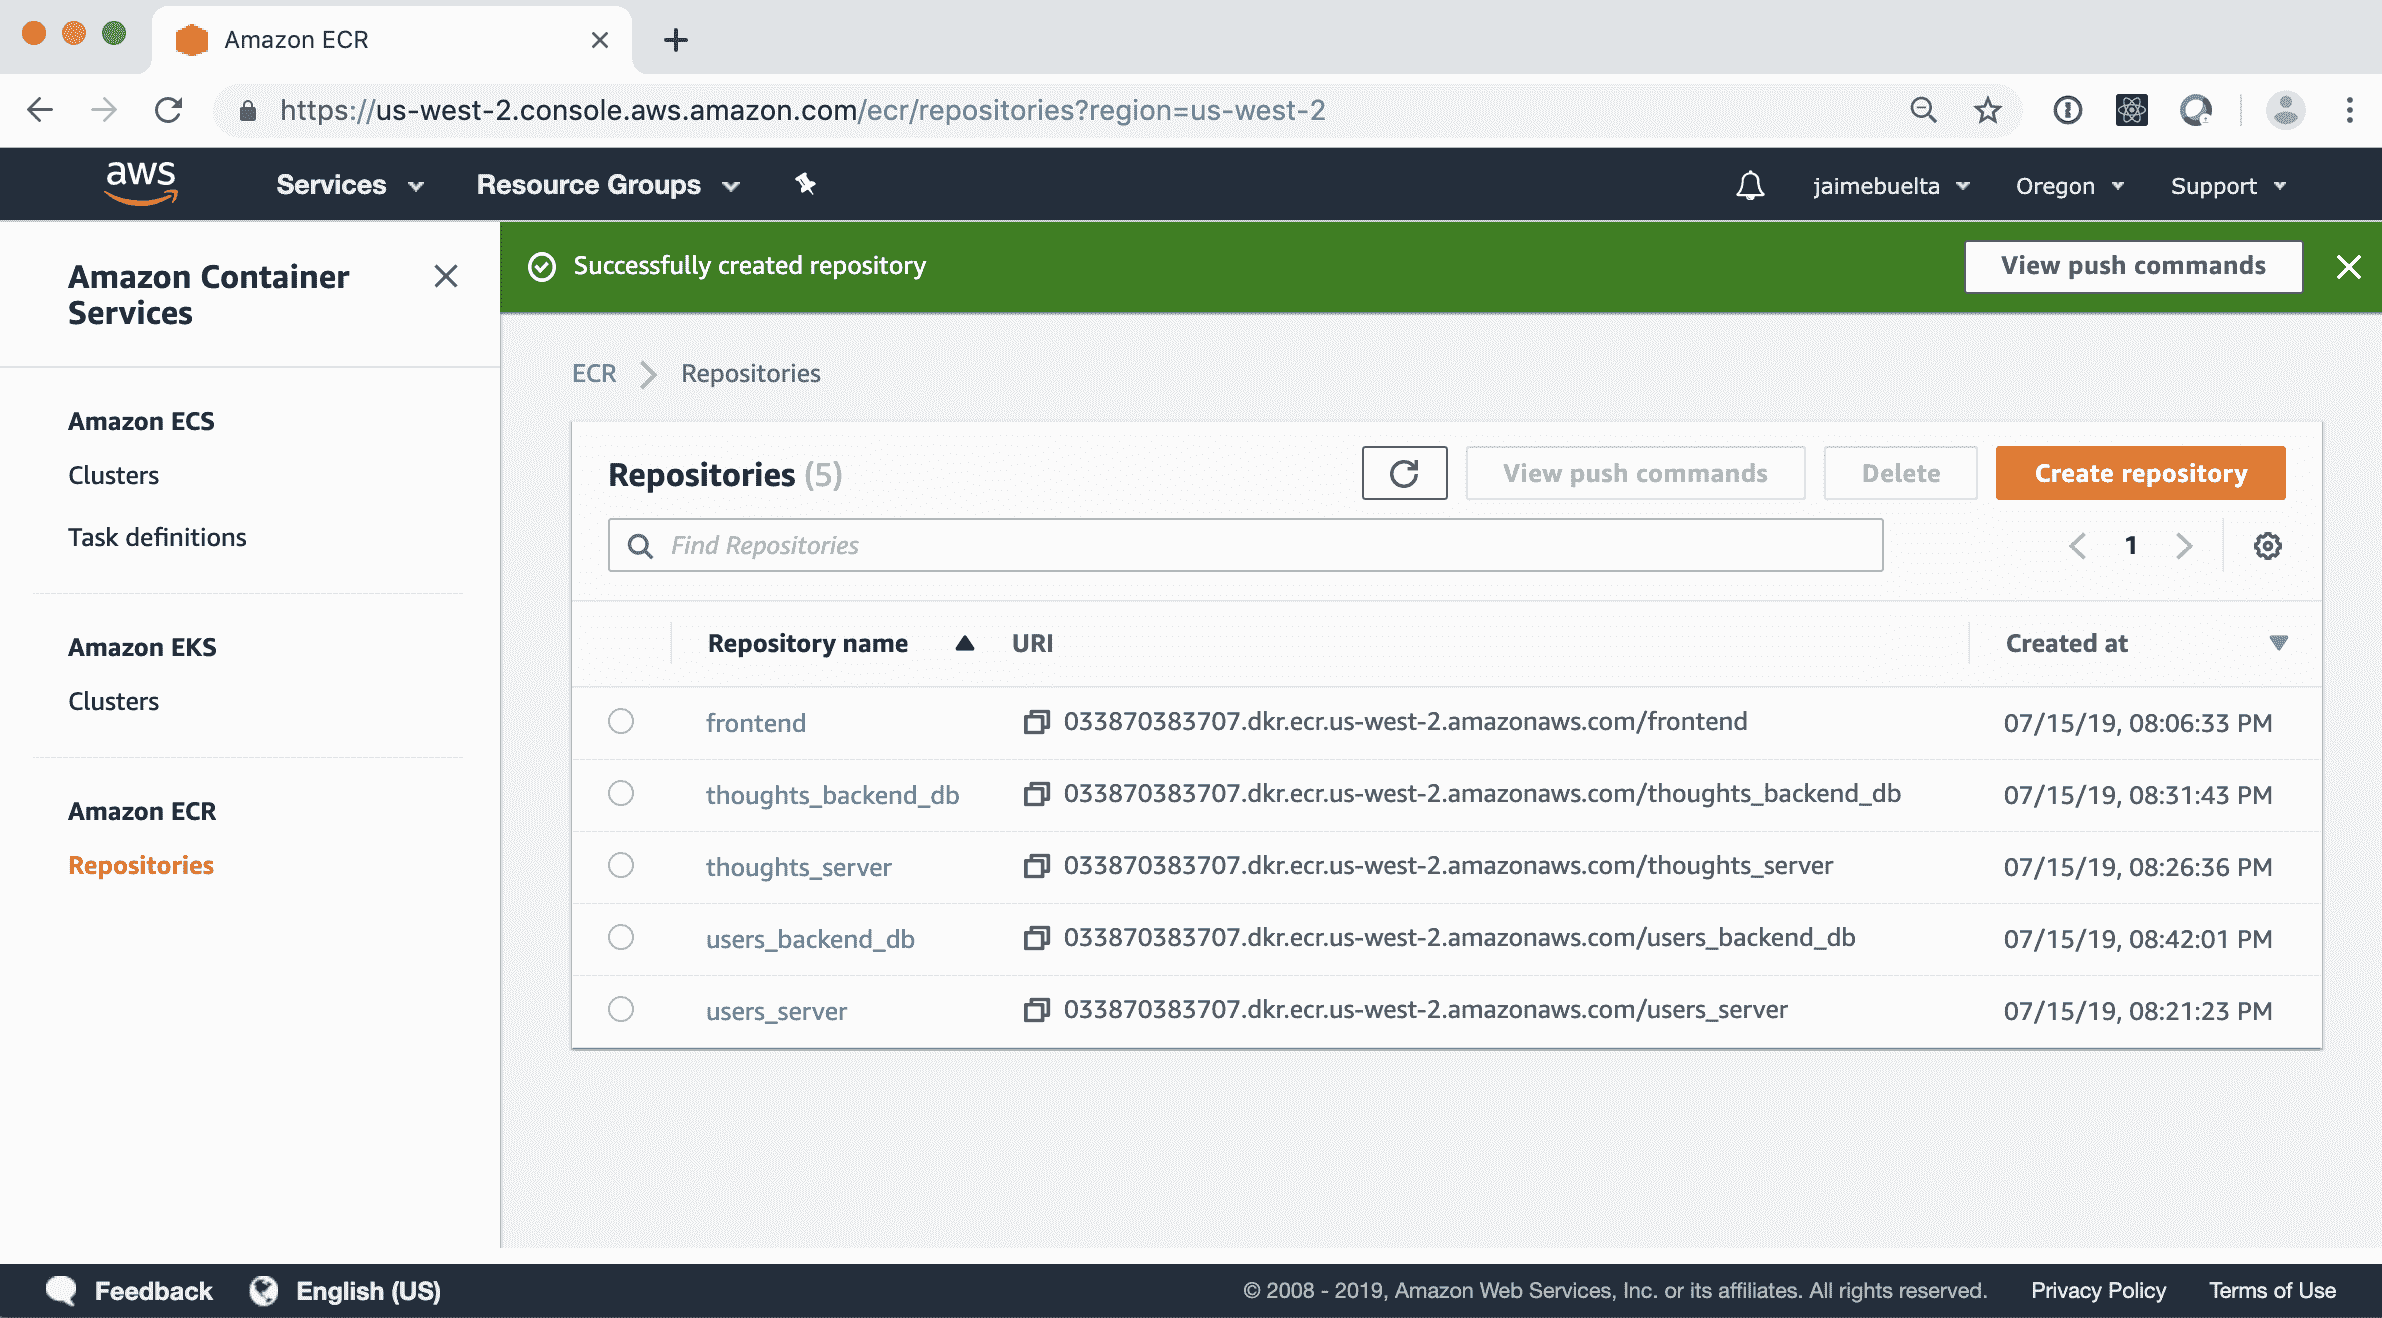 Amazon ECR
https://us-west-2.console.aws.amazon.com/ecr/repositories?region=us-west-2
aws Services Resource Groups jaimebuelta Oregon Support
Amazon Container
Services
Successfully created repository View push commands
ECR Repositories
Amazon ECS
Clusters
Task definitions
Amazon EKS
Clusters
Amazon ECR
Repositories
Repositories (5) View push commands Delete Create repository
Find Repositories 1
Repository name URI Created at
frontend 033870383707.dkr.ecr.us-west-2.amazonaws.com/frontend 07/15/19, 08:06:33 PM
thoughts_backend_db 033870383707.dkr.ecr.us-west-2.amazonaws.com/thoughts_backend_db 07/15/19, 08:31:43 PM
thoughts_server 033870383707.dkr.ecr.us-west-2.amazonaws.com/thoughts_server 07/15/19, 08:26:36 PM
users_backend_db 033870383707.dkr.ecr.us-west-2.amazonaws.com/users_backend_db 07/15/19, 08:42:01 PM
users_server 033870383707.dkr.ecr.us-west-2.amazonaws.com/users_server 07/15/19, 08:21:23 PM
Feedback English (US) © 2008 - 2019, Amazon Web Services, Inc. or its affiliates. All rights reserved. Privacy Policy Terms of Use